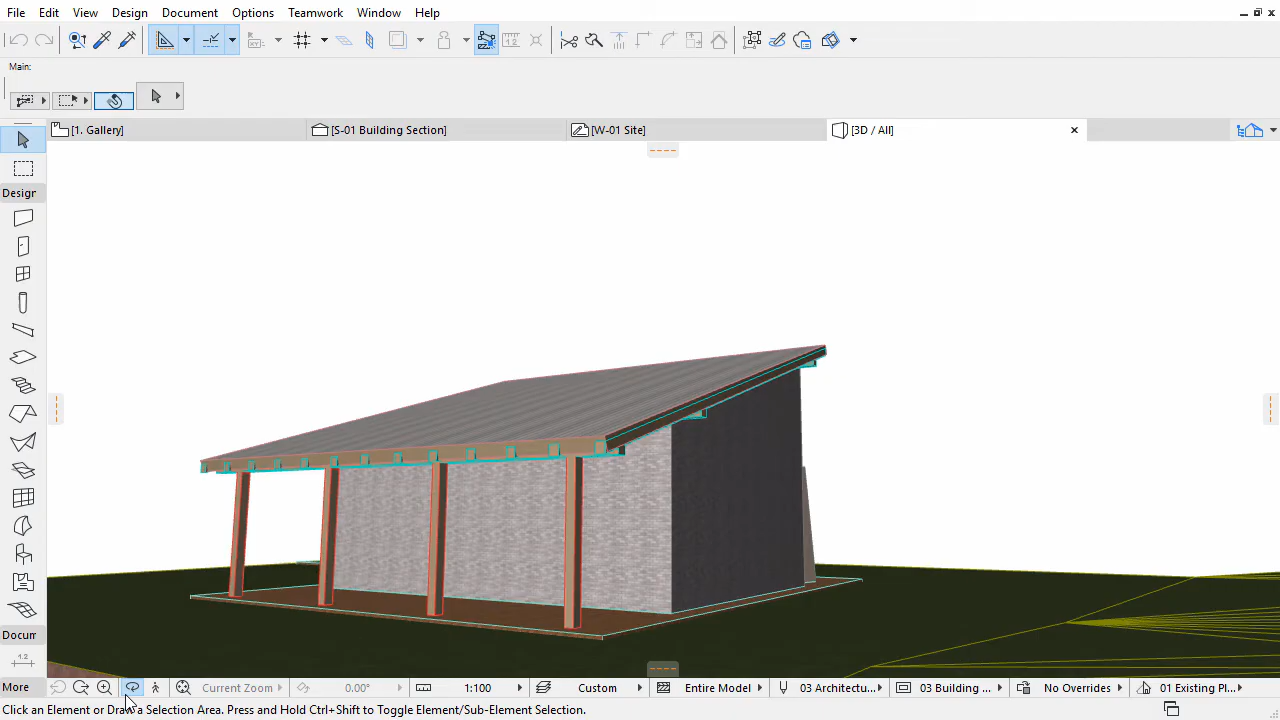 File Edit View Design Document Options Teamwork Window Help
Main:
[1. Gallery] [S-01 Building Section] [W-01 Site] [3D / All]
Design
Docum
1.2
More Current Zoom 0.00° 1:100 Custom Entire Model 03 Architectu... 03 Building ... No Overrides 01 Existing Pl...
Click an Element or Draw a Selection Area. Press and Hold Ctrl+Shift to Toggle Element/Sub-Element Selection.